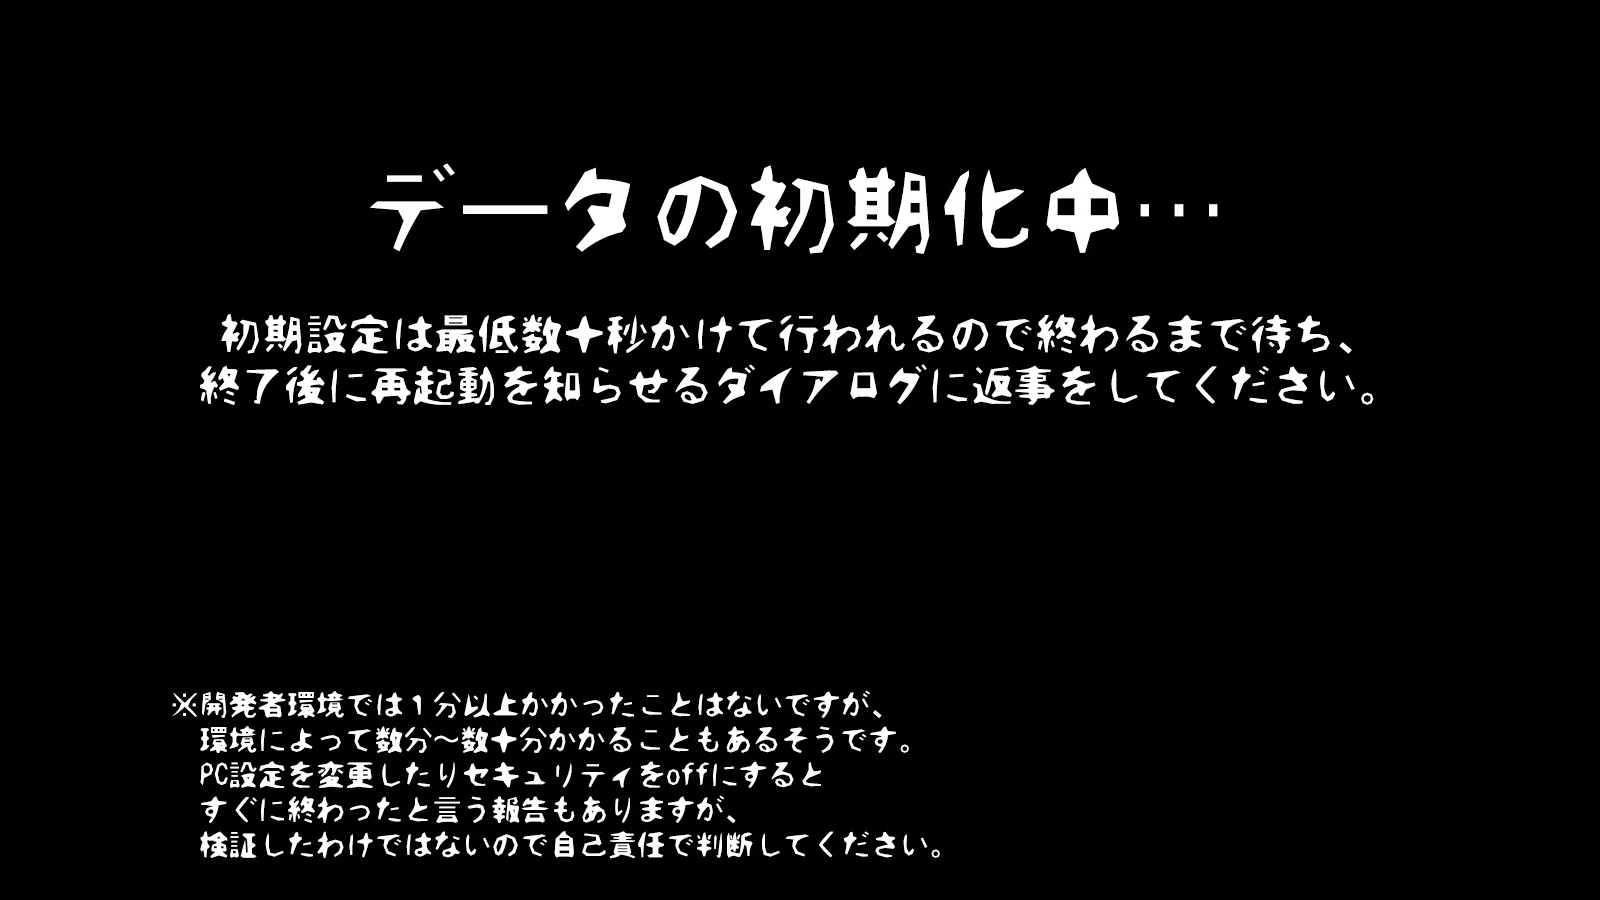 データの初期化中…
初期設定は最低数十秒かけて行われるので終わるまで待ち、
終了後に再起動を知らせるダイアログに返事をしてください。
※開発者環境では1分以上かかったことはないですが、
環境によって数分～数十分かかることもあるそうです。
PC設定を変更したりセキュリティをoffにすると
すぐに終わったと言う報告もありますが、
検証したわけではないので自己責任で判断してください。